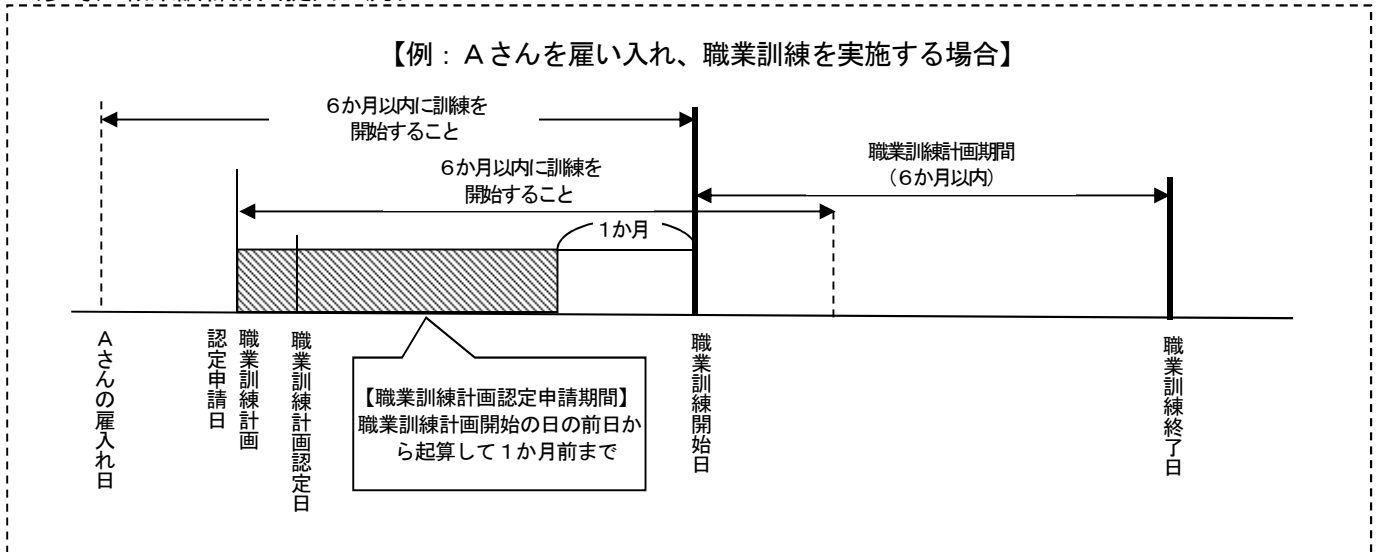 【例：Ａさんを雇い入れ、職業訓練を実施する場合】
６か月以内に訓練を
開始すること
職業訓練計画期間
（６か月以内）
６か月以内に訓練を
開始すること
１か月
Ａさんの雇入れ日
職業訓練計画
認定申請日
職業訓練計画認定日
【職業訓練計画認定申請期間】
職業訓練計画開始の日の前日か
ら起算して１か月前まで
職業訓練開始日
職業訓練終了日